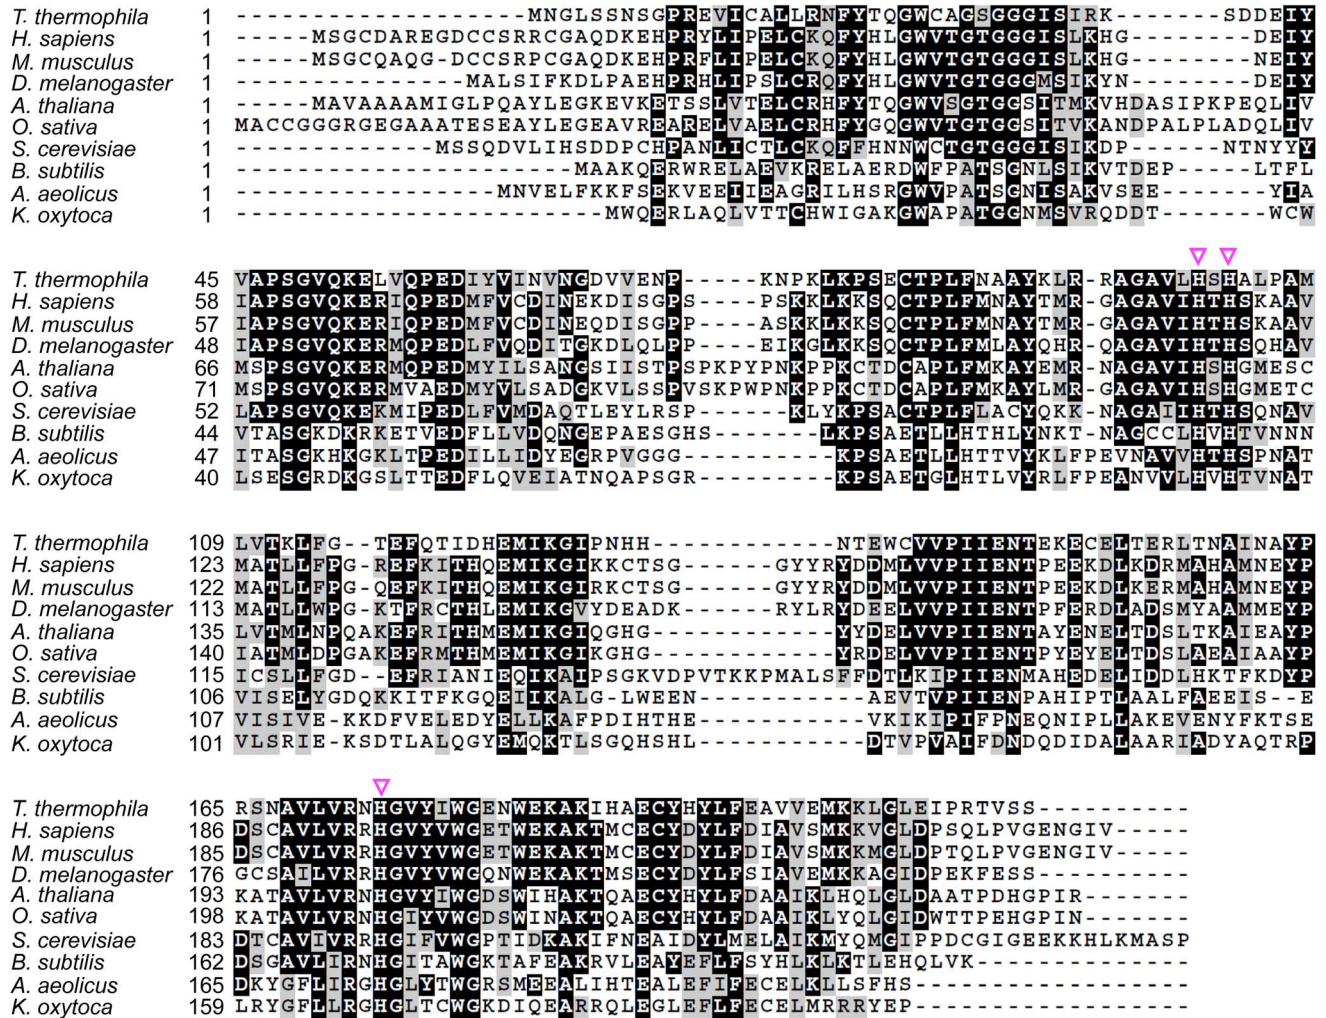 T. thermophila 1 -------------------MNGLSSNSGPREVICALLRNFYTQGWCAGSGGGISIRK-------SDDEIY
H. sapiens 1 -----MSGCDAREGDCCSRRCGAQDKEHPRYLIPELCKQFYHLGWVTGTGGGISLKHG--------DEIY
M. musculus 1 -----MSGCQAQG-DCCSRPCGAQDKEHPRFLIPELCKQFYHLGWVTGTGGGISLKHG--------NEIY
D. melanogaster 1 ---------------MALSIFKDLPAEHPRHLIPSLCRQFYHLGWVTGTGGGMSIKYN--------DEIY
A. thaliana 1 -----MAVAAAAAMIGLPQAYLEGKEVKETSSLVTELCRHFYTQGWVSGTGGSITMKVHDASIPKPEQLIV
O. sativa 1 MACCGGGRGEGAAATESEAYLEGEAVREARELVAELCRHFYGQGWVTGTGGSITVKANDPALPLADQLIV
S. cerevisiae 1 -------------MSSQDVLIHSDDPCHPANLICTLCKQFFHNNWCTGTGGGISIKDP------NTNYYY
B. subtilis 1 ----------------------MAAKQERWRELAEVKRELAERDWFPATSGNLSIKVTDEP-----LTFL
A. aeolicus 1 -----------------MNVELFKKFSEKVEEIIEAGRILHSRGWVPATSGNISAKVSEE-------YIA
K. oxytoca 1 ------------------------MWQERLAQLVTTCHWIGAKGWAPATGGNMSVRQDDT-------WCW
T. thermophila 45 VAPSGVQKELVQPEDIYVINVNGDVVENP-----KNPKLKPSECTPLFNAAYKLR-RAGAVLHSHALPAM
H. sapiens 58 IAPSGVQKERIQPEDMFVCDINEKDISGPS----PSKKLKKSQCTPLFMNAYTMR-GAGAVIHTHSKAAV
M. musculus 57 IAPSGVQKERIQPEDMFVCDINEQDISGPP----ASKKLKKSQCTPLFMNAYTMR-GAGAVIHTHSKAAV
D. melanogaster 48 IAPSGVQKERMQPEDLFVQDITGKDLQLPP----EIKGLKKSQCTPLFMLAYQHR-QAGAVIHTHSQHAV
A. thaliana 66 MSPSGVQKERMQPEDMYILSANGSIISTPSPKPYPNKPPKCTDCAPLFMKAYEMR-NAGAVIHSHGMESC
O. sativa 71 MSPSGVQKERMVAEDMYVLSADGKVLSSPVSKPWPNKPPKCTDCAPLFMKAYLMR-GAGAVIHSHGMETC
S. cerevisiae 52 LAPSGVQKEKMIPEDLFVMDAQTLEYLRSP------KLYKPSACTPLFLACYQKK-NAGAIIHTHSQNAV
B. subtilis 44 VTASGKDKRKETVEDFLLVDQNGEPAESGHS--------LKPSAETLLHTHLYNKT-NAGCCLHVHTVNNN
A. aeolicus 47 ITASGKHKGKLTPEDILLIDYEGRPVGGG----------KPSAETLLHTTVYKLFPEVNAVVHTHSPNAT
K. oxytoca 40 LSESGRDKGSLTTEDFLQVEIATNQAPSGR---------KPSAETGLHTLVYRLFPEANVVLHVHTVNAT
T. thermophila 109 LVTKLFG--TEFQTIDHEMIKGIPNHH------------NTEWCVVPIIENTEKECELTERLTNAINAYP
H. sapiens 123 MATLLFPG-REFKITHQEMIKGIKKCTSG------GYYRYDDMLVVPIIENTPEEKDLKDRMAHAMNEYP
M. musculus 122 MATLLFPG-QEFKITHQEMIKGIRKCTSG------GYYRYDDMLVVPIIENTPEEKDLKERMAHAMNEYP
D. melanogaster 113 MATLLWPG-KTFRCTHLEMIKGVYDEADK------RYLRYDEELVVPIIENTPFERDLADSMYAAMMEYP
A. thaliana 135 LVTMLNPQAKEFRITHMEMIKGIQGHG------------YYDELVVPIIENTAYENELTDSLTKAIEAYP
O. sativa 140 IATMLDPGAKEFRMTHMEMIKGIKGHG------------YRDELVVPIIENTPYEYELTDSLAEAIAAYP
S. cerevisiae 115 ICSLLFGD--EFRIANIEQIKAIPSGKVDPVTKKPMALSFFDTLKIPIIENMAHEDELIDDLHKTFKDYP
B. subtilis 106 VISELYGDQKKITFKGQEIIKALG-LWEEN---------AEVTVPIIENPAHIPTLAALFAEEIS--E
A. aeolicus 107 VISIVE-KKDFVELEDYELLKAFPDIHTHE-----------VKIKIPIFPNEQNIPLLAKEVENYFKTSE
K. oxytoca 101 VLSRIE-KSDTLALQGYEMQKTLSGQHSHL-----------DTVPVAIFDNDQDIDALAARIADYAQTRP
T. thermophila 165 RSNAVLVRNHGVYIWGENWEKAKIHAECYHYLFEAVVEMKKLGLEIPRTVSS----------
H. sapiens 186 DSCAVLVRRHGVYVWGETWEKAKTMCECYDYLFDIAVSMKKVGLDPSQLPVGENGIV-----
M. musculus 185 DSCAVLVRRHGVYVWGETWEKAKTMCECYDYLFDIAVSMKKMGLDPTQLPVGENGIV-----
D. melanogaster 176 GCSAILVRRHGVYVWGQNWEKAKTMSECYDYLFSIAVEMKKAGIDPEKFESS----------
A. thaliana 193 KATAVLVRNHGVYIWGDSWIHAKTQAECYHYLFDAAIKLHQLGLDAATPDHGPIR-------
O. sativa 198 KATAVLVRNHGIYVWGDSWINAKTQAECYHYLFDAAIKLYQLGIDWTTPEHGPIN-------
S. cerevisiae 183 DTCAVIVRRHGIFVWGPTIDKAKIFNEAIDYLMELAIKMYQMGIPPDCGIGEEKKHLKMASP
B. subtilis 162 DSGAVLIRNHGITAWGKTAFEAKRVLEAYEFLFSYHLKLKTLEHQLVK--------------
A. aeolicus 165 DKYGFLIRGHGLYTWGRSMEEALIHTEALEFIFECELKLLSFHS------------------
K. oxytoca 159 LRYGFLLRGHGLTCWGKDIQEARRQLEGLEFLFECELMRRRYEP------------------